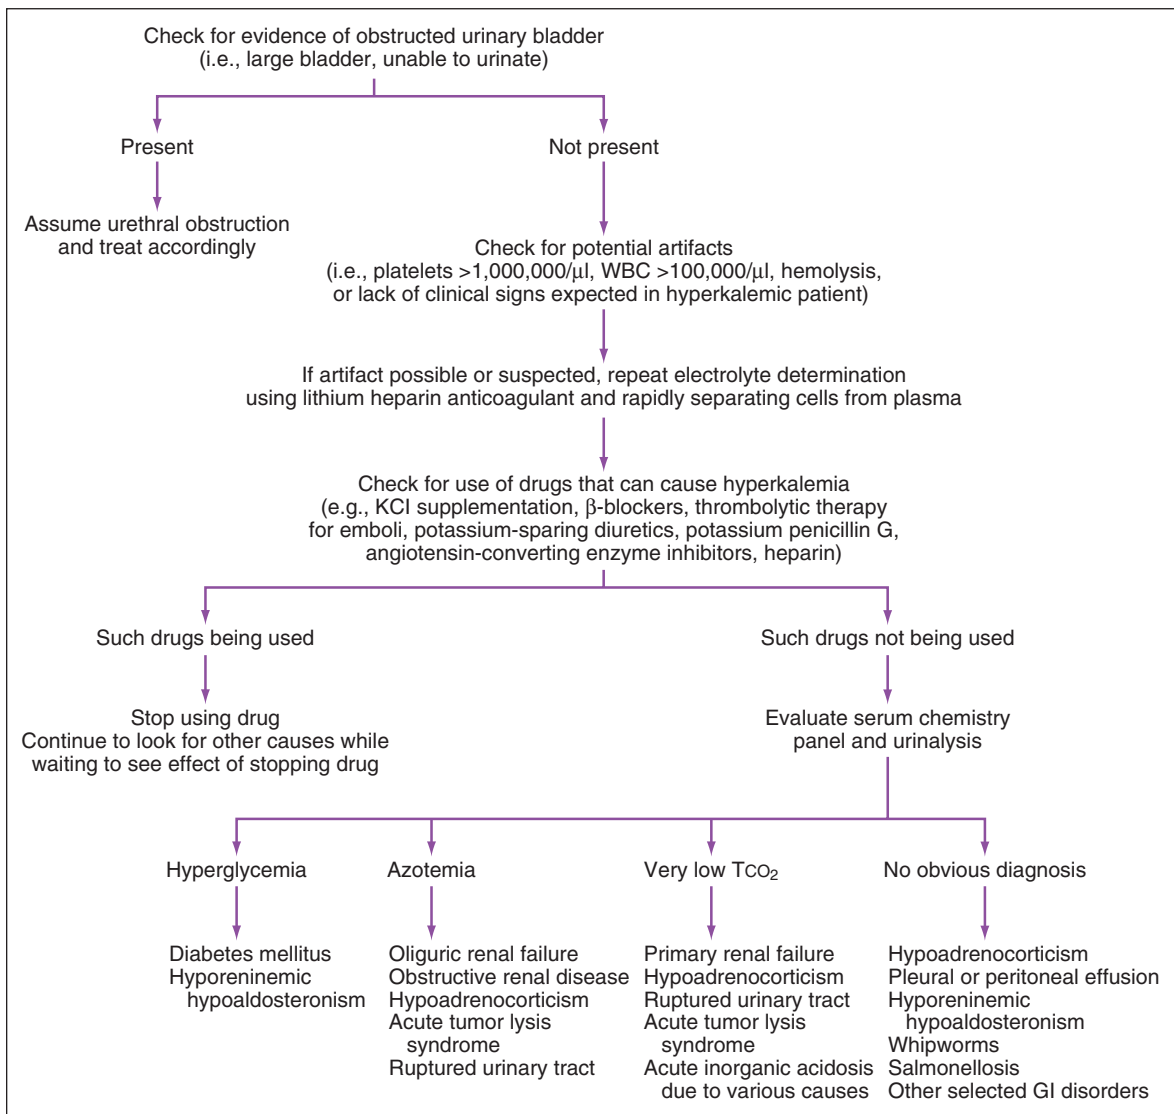 Check for evidence of obstructed urinary bladder
(i.e., large bladder, unable to urinate)
Present
Not present
Assume urethral obstruction
and treat accordingly
Check for potential artifacts
(i.e., platelets >1,000,000/μl, WBC >100,000/μl, hemolysis,
or lack of clinical signs expected in hyperkalemic patient)
If artifact possible or suspected, repeat electrolyte determination
using lithium heparin anticoagulant and rapidly separating cells from plasma
Check for use of drugs that can cause hyperkalemia
(e.g., KCl supplementation, β-blockers, thrombolytic therapy
for emboli, potassium-sparing diuretics, potassium penicillin G,
angiotensin-converting enzyme inhibitors, heparin)
Such drugs being used
Such drugs not being used
Stop using drug
Continue to look for other causes while
waiting to see effect of stopping drug
Evaluate serum chemistry
panel and urinalysis
Hyperglycemia
Azotemia
Very low TCO2
No obvious diagnosis
Diabetes mellitus
Hyporeninemic
hypoaldosteronism
Oliguric renal failure
Obstructive renal disease
Hypoadrenocorticism
Acute tumor lysis
syndrome
Ruptured urinary tract
Primary renal failure
Hypoadrenocorticism
Ruptured urinary tract
Acute tumor lysis
syndrome
Acute inorganic acidosis
due to various causes
Hypoadrenocorticism
Pleural or peritoneal effusion
Hyporeninemic
hypoaldosteronism
Whipworms
Salmonellosis
Other selected GI disorders